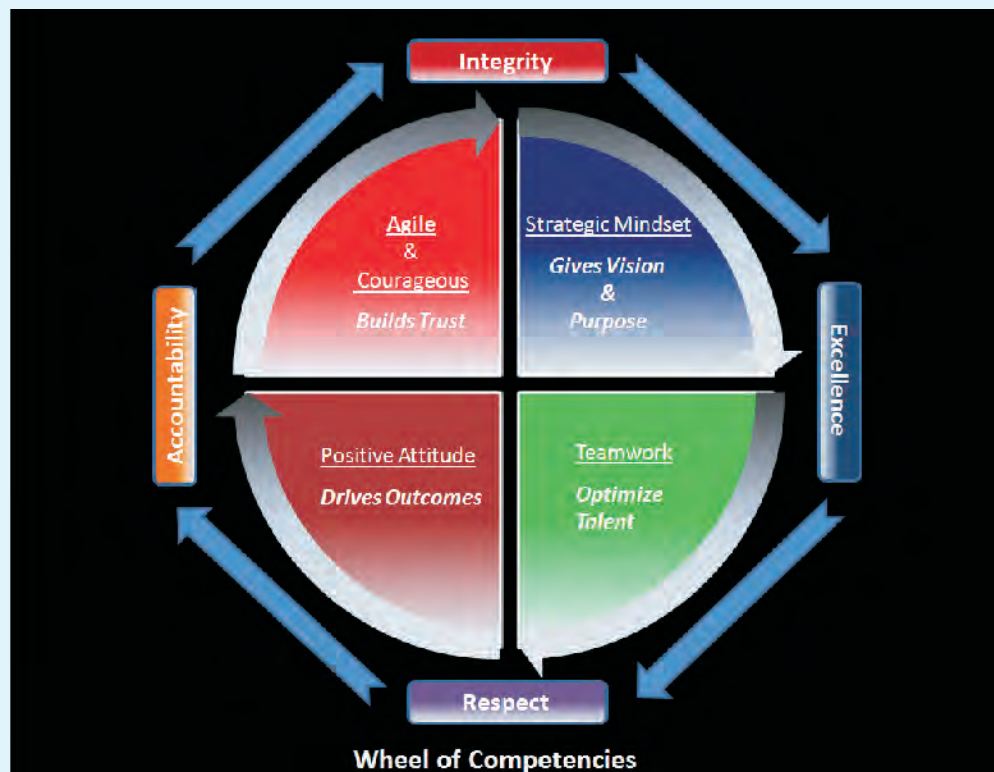 Integrity
Agile
&
Courageous
Builds Trust
Strategic Mindset
Gives Vision
&
Purpose
Accountability
Excellence
Positive Attitude
Drives Outcomes
Teamwork
Optimize
Talent
Respect
Wheel of Competencies